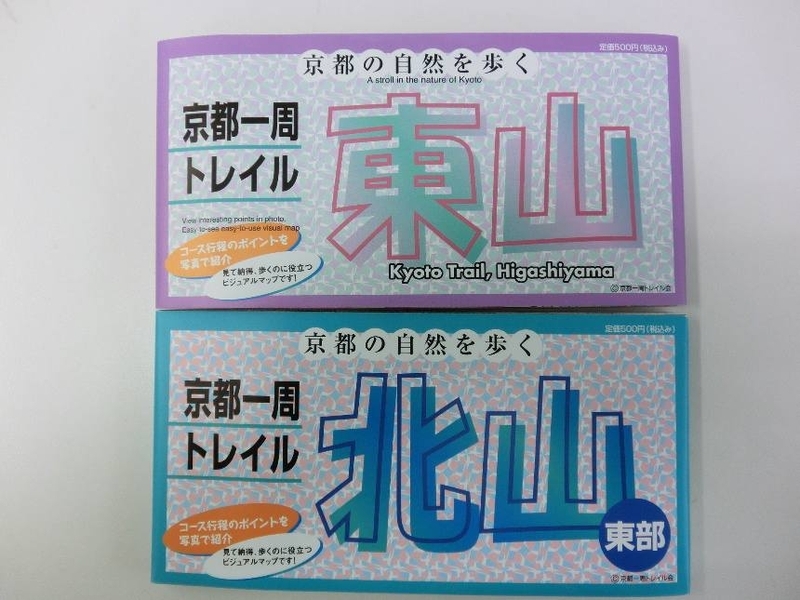 定価500円(税込み)
京都の自然を歩く
A stroll in the nature of Kyoto
京都一周
トレイル
東山
View interesting points in photo.
Easy-to-see easy-to-use visual map
コース行程のポイントを
写真で紹介
見て納得、歩くのに役立つ
ビジュアルマップです!
Kyoto Trail, Higashiyama
©京都一周トレイル会
定価500円(税込み)
京都の自然を歩く
京都一周
トレイル
北山
東部
コース行程のポイントを
写真で紹介
見て納得、歩くのに役立つ
ビジュアルマップです!
©京都一周トレイル会